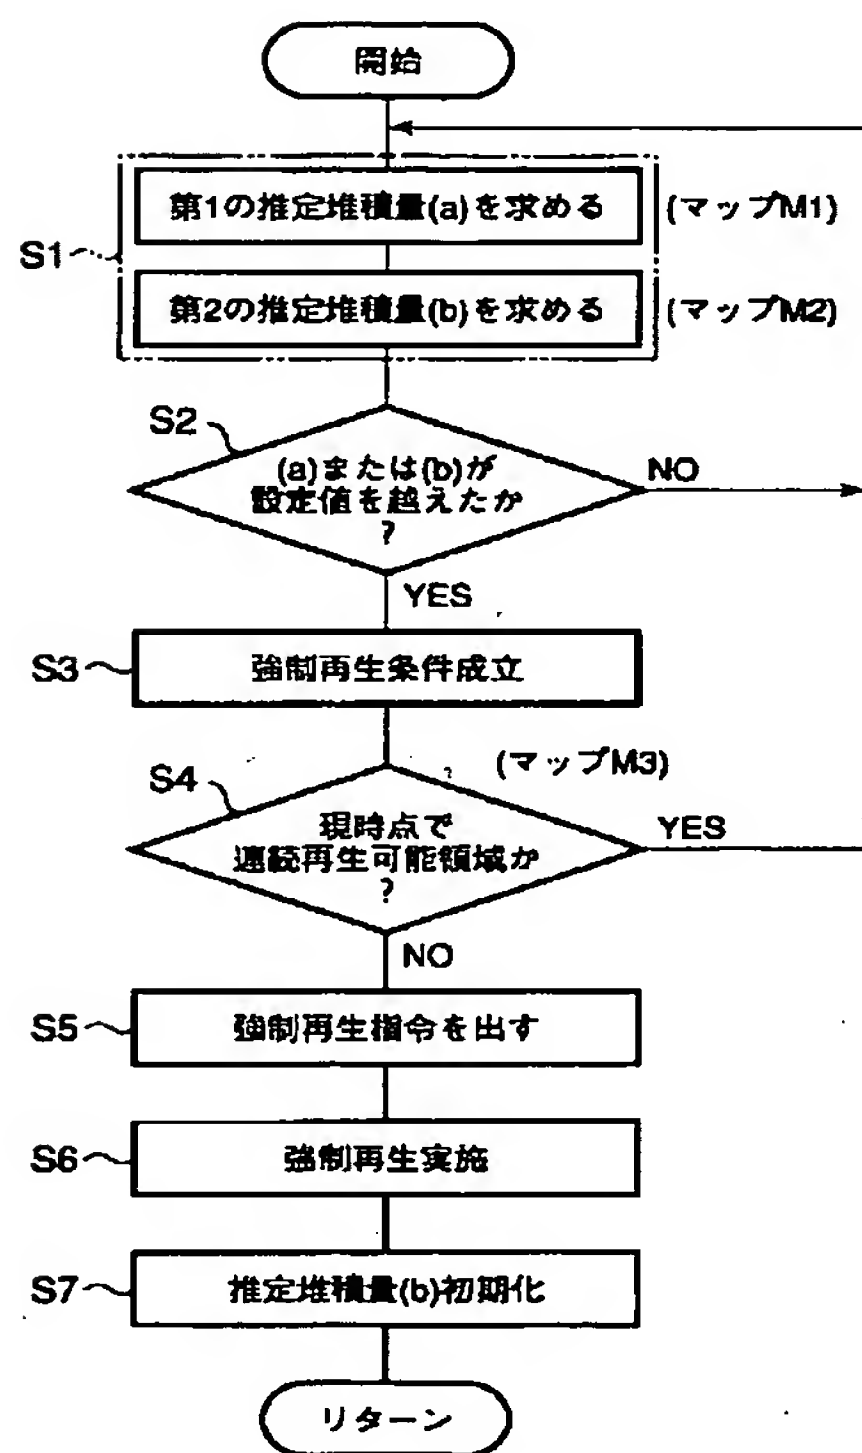 開始
第1の推定堆積量(a)を求める
(マップM1)
S1
第2の推定堆積量(b)を求める
(マップM2)
S2
(a)または(b)が
設定値を越えたか
?
NO
YES
S3
強制再生条件成立
(マップM3)
S4
現時点で
連続再生可能領域か
?
YES
NO
S5
強制再生指令を出す
S6
強制再生実施
S7
推定堆積量(b)初期化
リターン